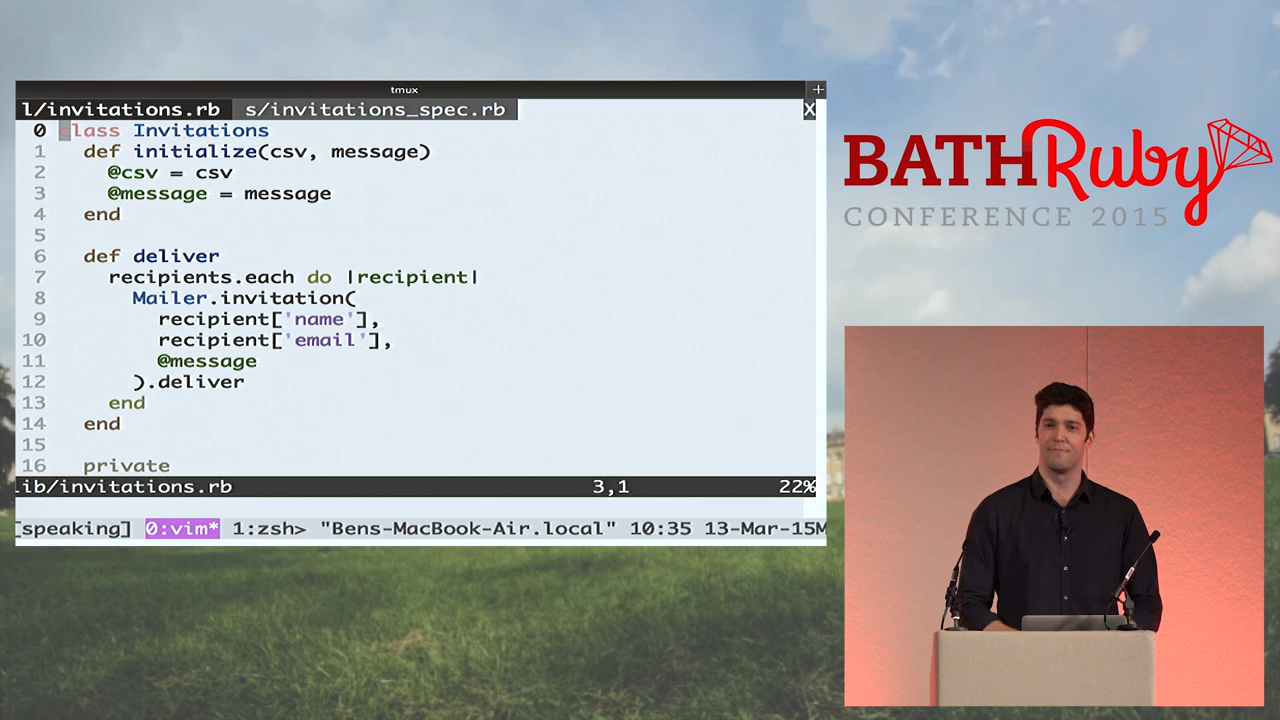 tmux +
l/invitations.rb s/invitations_spec.rb X
0 class Invitations
1 def initialize(csv, message)
2 @csv = csv
3 @message = message
4 end
5
6 def deliver
7 recipients.each do |recipient|
8 Mailer.invitation(
9 recipient['name'],
10 recipient['email'],
11 @message
12 ).deliver
13 end
14 end
15
16 private
lib/invitations.rb 3,1 22%
[speaking] 0:vim* 1:zsh> "Bens-MacBook-Air.local" 10:35 13-Mar-15M
BATHRuby
CONFERENCE 2015